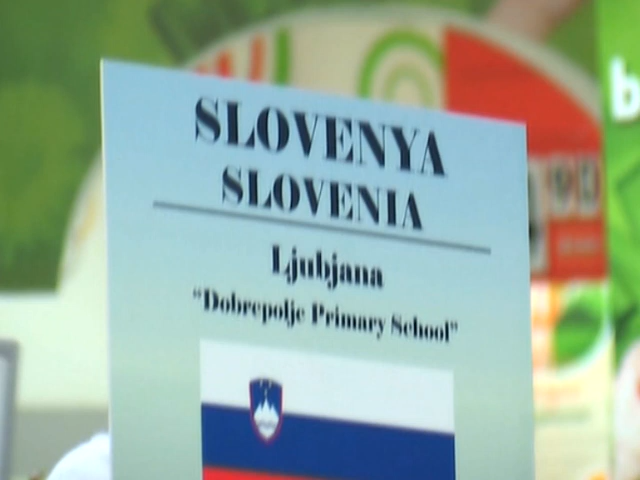 SLOVENYA
SLOVENIA
Ljubjana
"Dobrepolje Primary School"
b